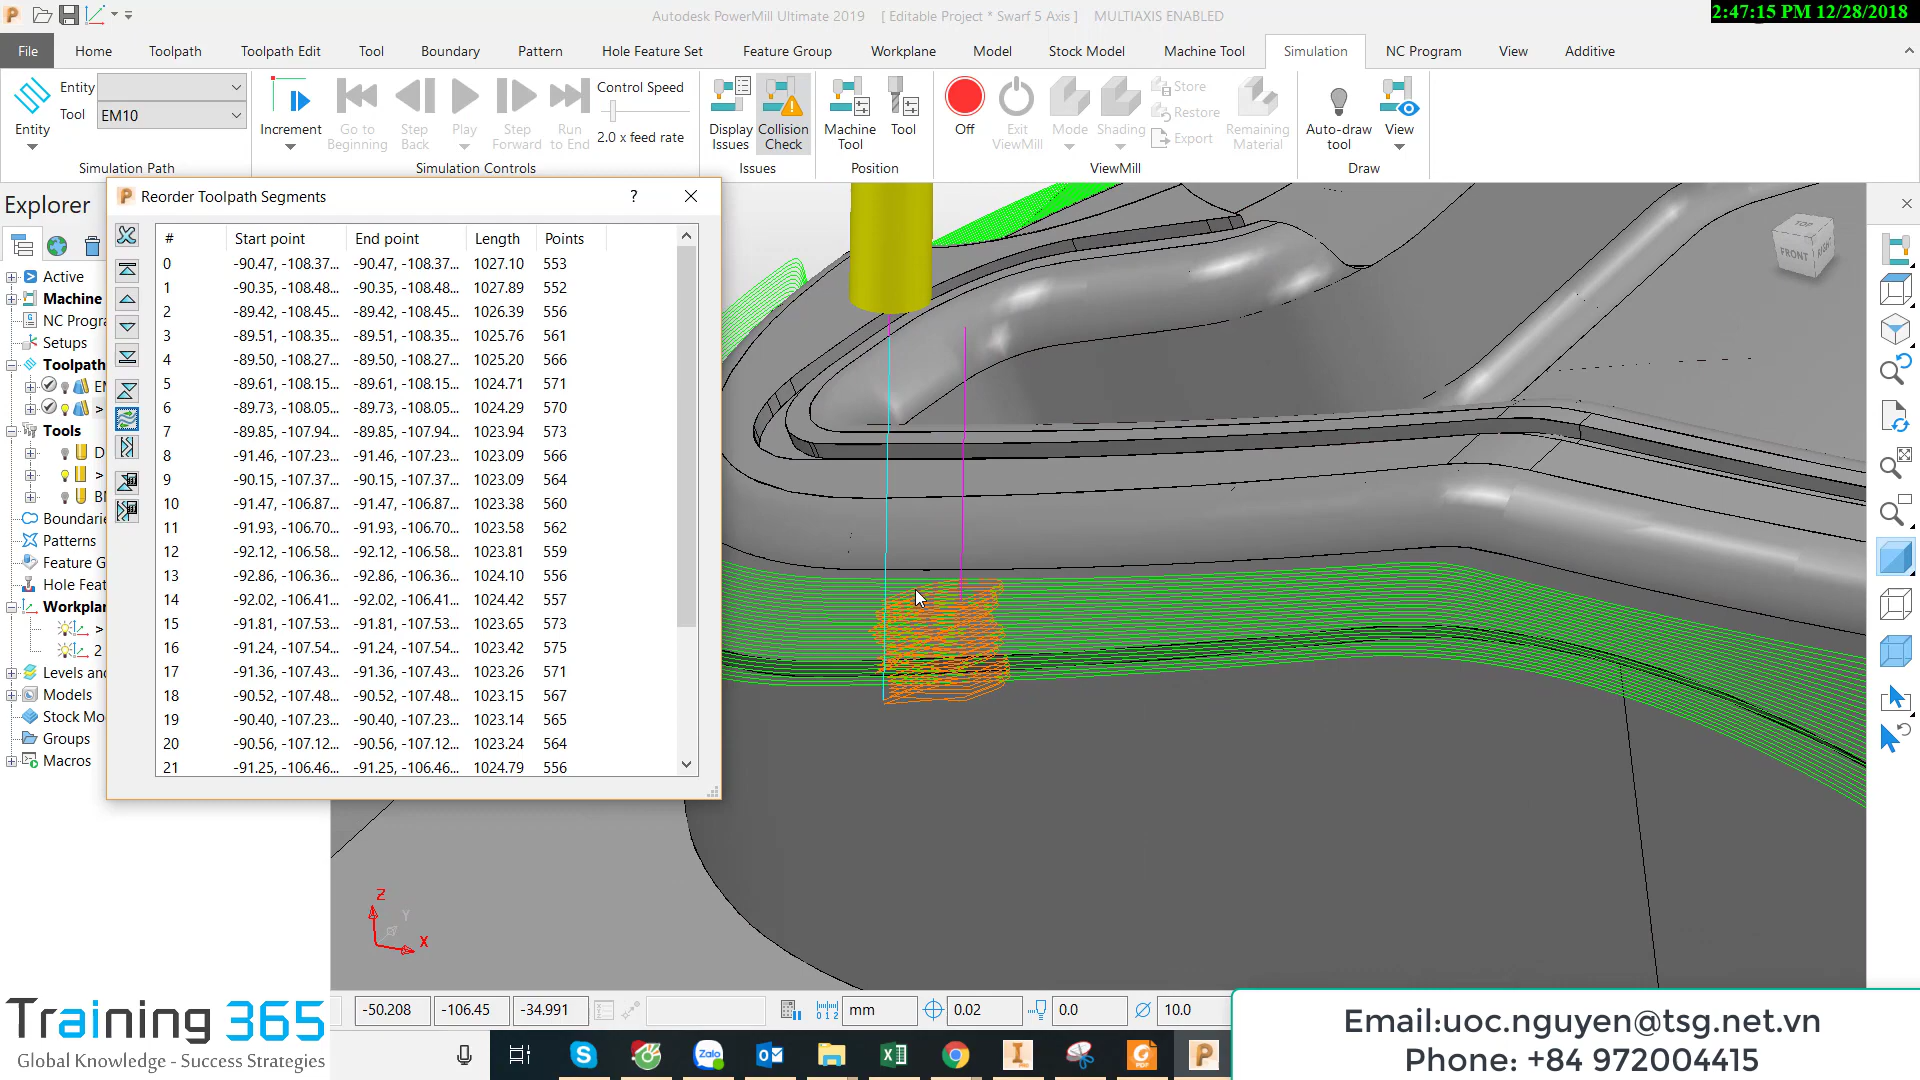 Autodesk PowerMill Ultimate 2019 [ Editable Project * Swarf 5 Axis ] MULTIAXIS ENABLED
2:47:15 PM 12/28/2018
File Home Toolpath Toolpath Edit Tool Boundary Pattern Hole Feature Set Feature Group Workplane Model Stock Model Machine Tool Simulation NC Program View Additive
Entity
Entity
Tool EM10
Simulation Path
Increment
Go to Beginning
Step Back
Play
Step Forward
Run to End
Control Speed
2.0 x feed rate
Simulation Controls
Display Issues
Collision Check
Issues
Machine Tool
Tool
Position
Off
Exit ViewMill
Mode
Shading
Store
Restore
Export
Remaining Material
ViewMill
Auto-draw tool
View
Draw
Explorer
Active
Machine
NC Progra
Setups
Toolpath
EM
>
Tools
D
>
BN
Boundarie
Patterns
Feature G
Hole Feat
Workplan
>
2
Levels and
Models
Stock Mo
Groups
Macros
Reorder Toolpath Segments ?
# Start point End point Length Points
0 -90.47, -108.37... -90.47, -108.37... 1027.10 553
1 -90.35, -108.48... -90.35, -108.48... 1027.89 552
2 -89.42, -108.45... -89.42, -108.45... 1026.39 556
3 -89.51, -108.35... -89.51, -108.35... 1025.76 561
4 -89.50, -108.27... -89.50, -108.27... 1025.20 566
5 -89.61, -108.15... -89.61, -108.15... 1024.71 571
6 -89.73, -108.05... -89.73, -108.05... 1024.29 570
7 -89.85, -107.94... -89.85, -107.94... 1023.94 573
8 -91.46, -107.23... -91.46, -107.23... 1023.09 566
9 -90.15, -107.37... -90.15, -107.37... 1023.09 564
10 -91.47, -106.87... -91.47, -106.87... 1023.38 560
11 -91.93, -106.70... -91.93, -106.70... 1023.58 562
12 -92.12, -106.58... -92.12, -106.58... 1023.81 559
13 -92.86, -106.36... -92.86, -106.36... 1024.10 556
14 -92.02, -106.41... -92.02, -106.41... 1024.42 557
15 -91.81, -107.53... -91.81, -107.53... 1023.65 573
16 -91.24, -107.54... -91.24, -107.54... 1023.42 575
17 -91.36, -107.43... -91.36, -107.43... 1023.26 571
18 -90.52, -107.48... -90.52, -107.48... 1023.15 567
19 -90.40, -107.23... -90.40, -107.23... 1023.14 565
20 -90.56, -107.12... -90.56, -107.12... 1023.24 564
21 -91.25, -106.46... -91.25, -106.46... 1024.79 556
TOP
FRONT
RIGHT
Z
Y
X
-50.208 -106.45 -34.991 mm 0.02 0.0 10.0
Training 365
Global Knowledge - Success Strategies
Zalo
Email:uoc.nguyen@tsg.net.vn
Phone: +84 972004415